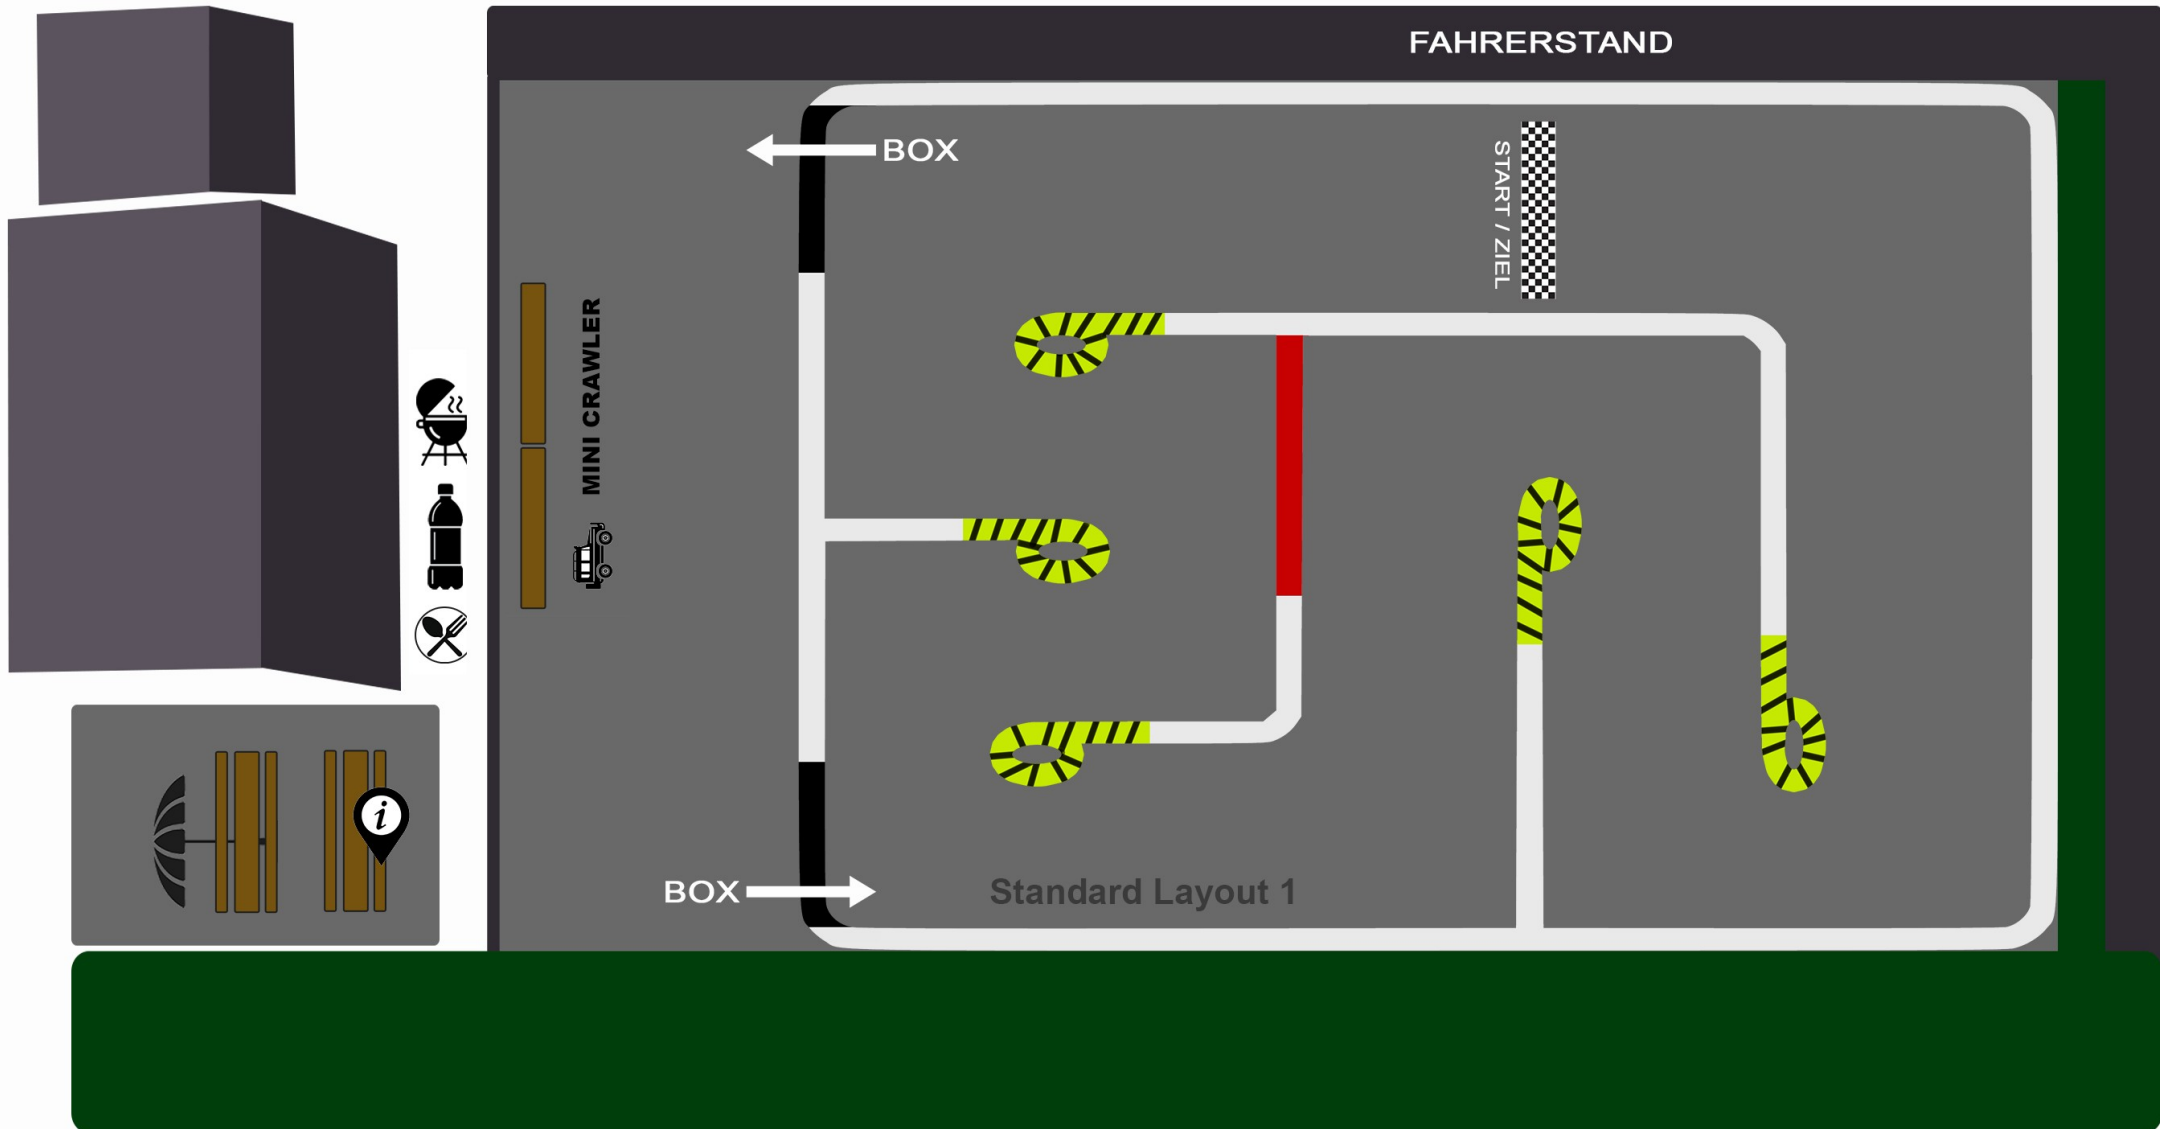 FAHRERSTAND
BOX
START / ZIEL
MINI CRAWLER
i
BOX
Standard Layout 1